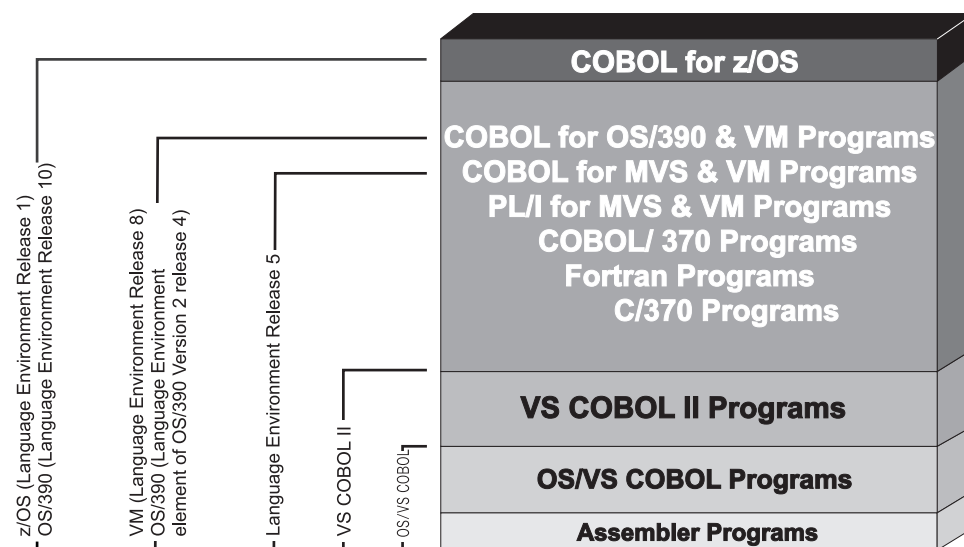 COBOL for z/OS
COBOL for OS/390 & VM Programs
COBOL for MVS & VM Programs
PL/I for MVS & VM Programs
COBOL/ 370 Programs
Fortran Programs
C/370 Programs
VS COBOL II Programs
OS/VS COBOL Programs
Assembler Programs
z/OS (Language Environment Release 1)
OS/390 (Language Environment Release 10)
VM (Language Environment Release 8)
OS/390 (Language Environment
element of OS/390 Version 2 release 4)
Language Environment Release 5
VS COBOL II
OS/VS COBOL